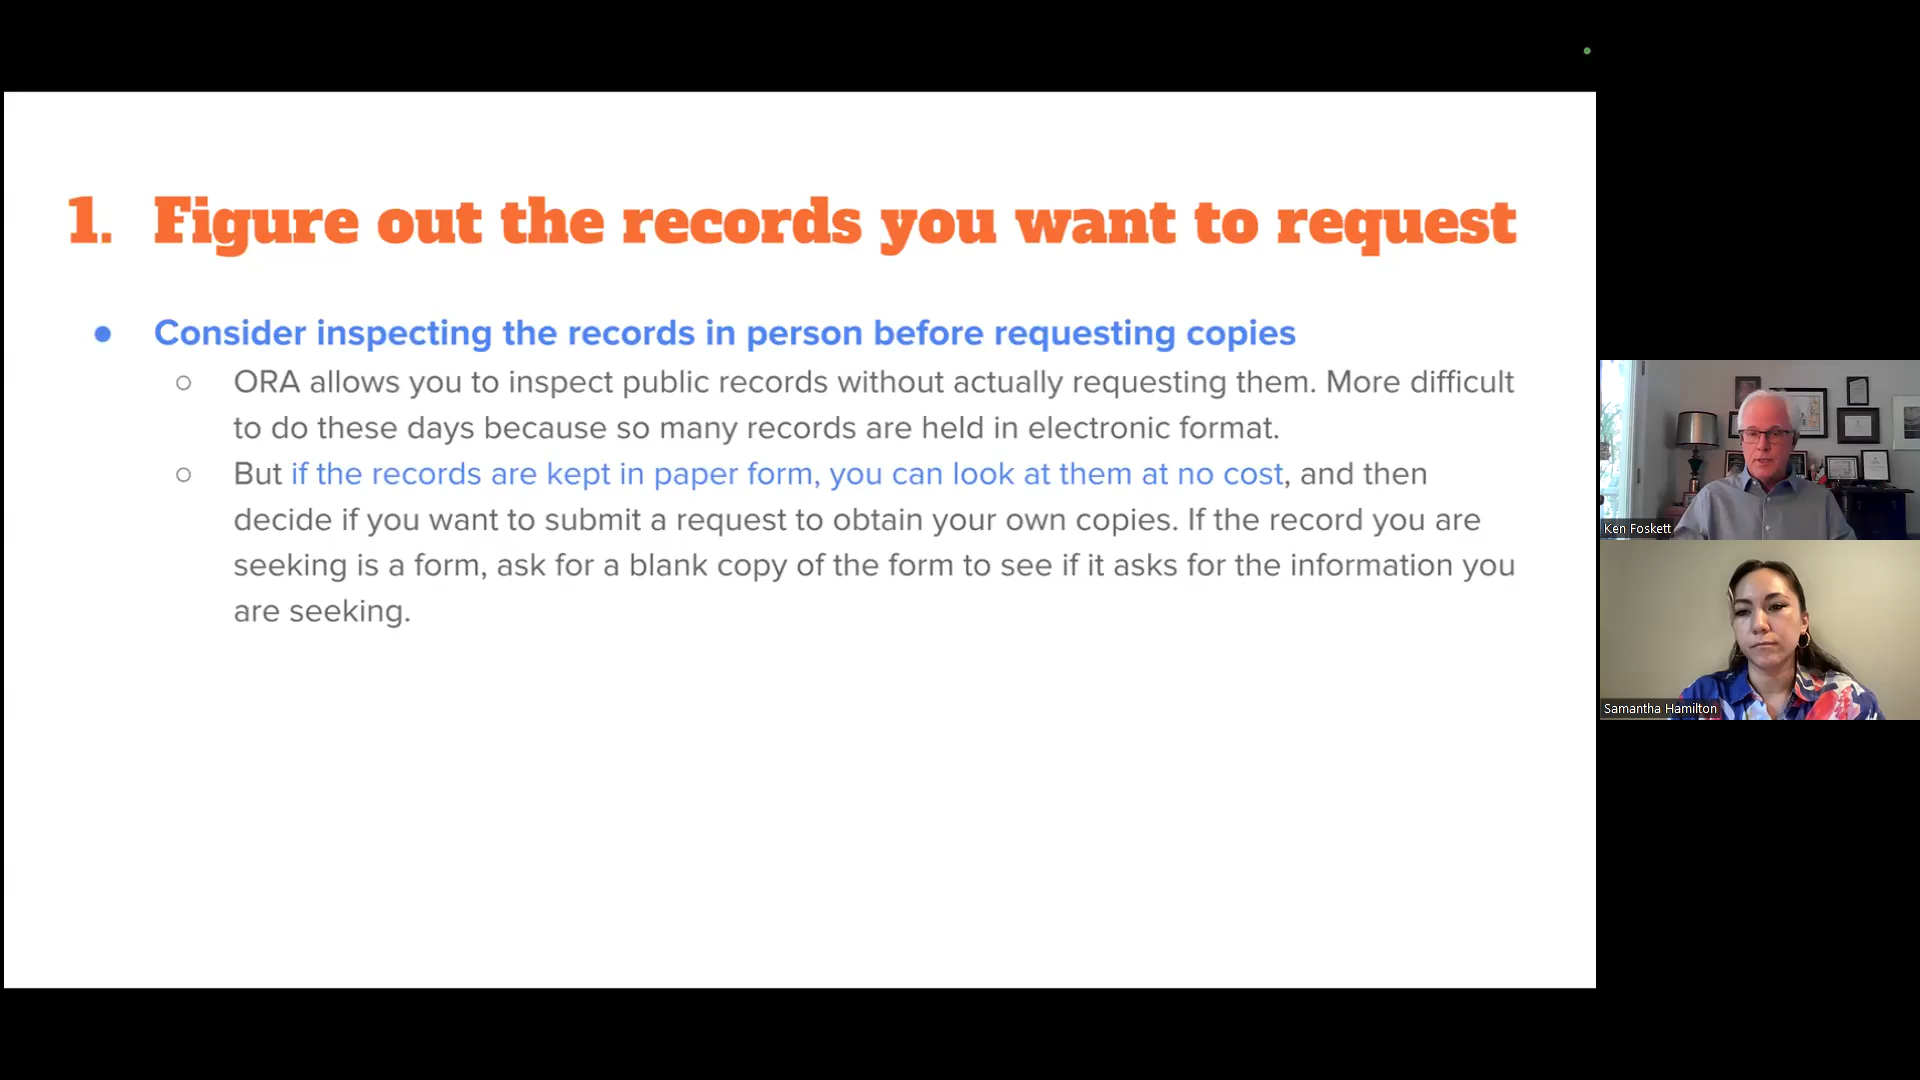 1. Figure out the records you want to request
● Consider inspecting the records in person before requesting copies
○ ORA allows you to inspect public records without actually requesting them. More difficult
to do these days because so many records are held in electronic format.
○ But if the records are kept in paper form, you can look at them at no cost, and then
decide if you want to submit a request to obtain your own copies. If the record you are
seeking is a form, ask for a blank copy of the form to see if it asks for the information you
are seeking.
Ken Foskett
Samantha Hamilton